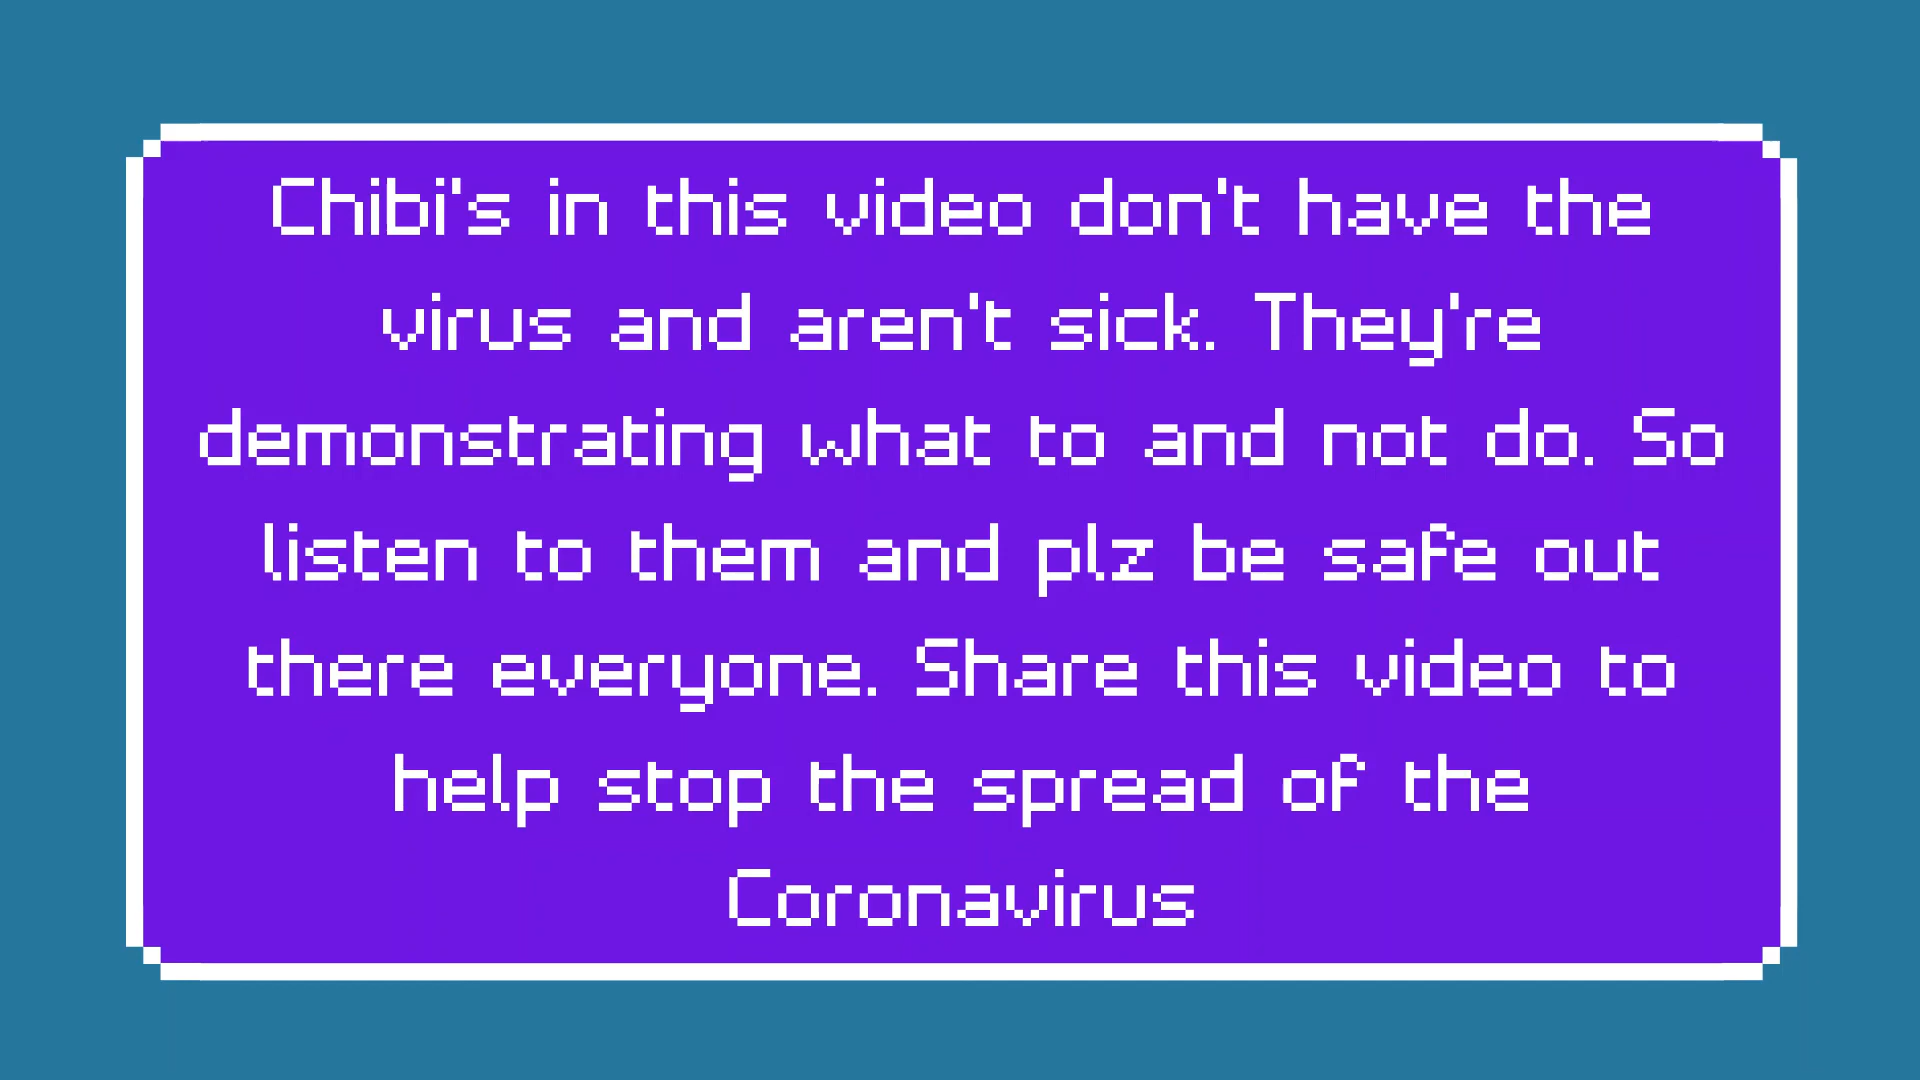 Chibi's in this video don't have the
virus and aren't sick. They're
demonstrating what to and not do. So
listen to them and plz be safe out
there everyone. Share this video to
help stop the spread of the
Coronavirus